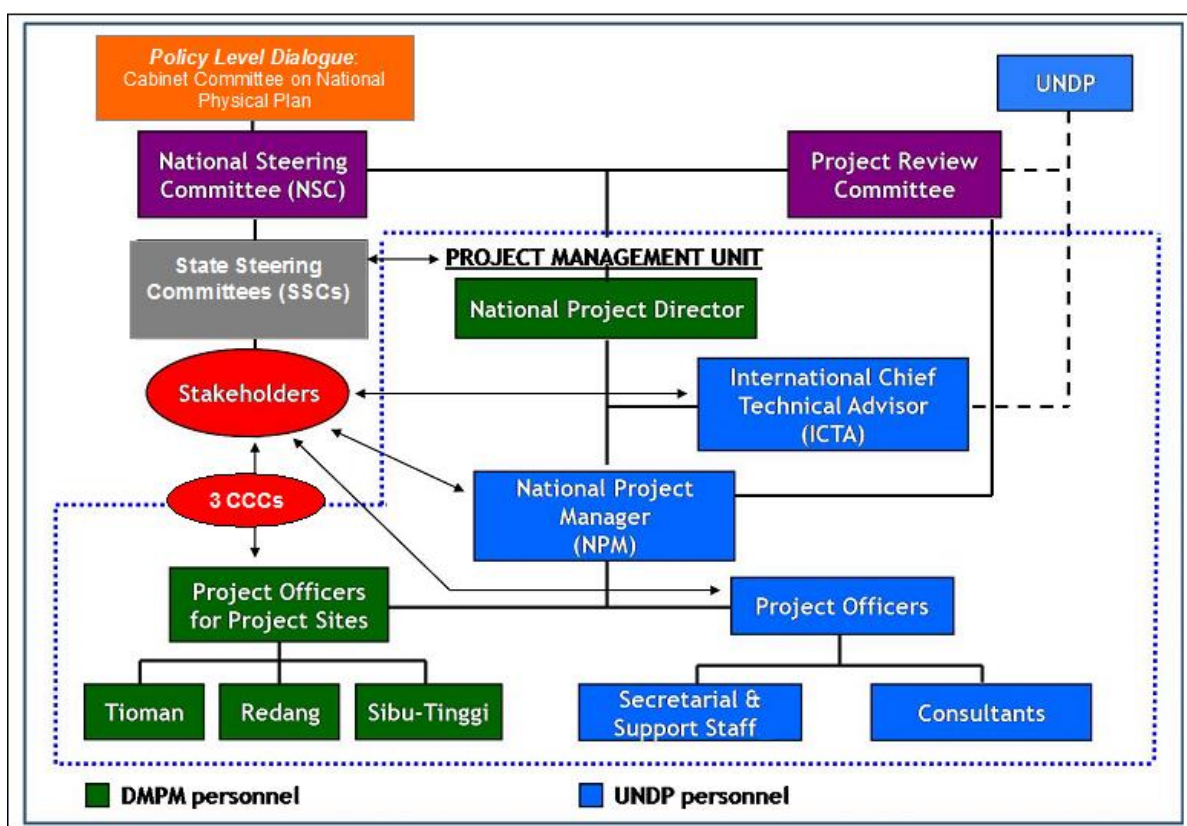 Policy Level Dialogue:
Cabinet Committee on National
Physical Plan
UNDP
National Steering
Committee (NSC)
Project Review
Committee
State Steering
Committees (SSCs)
PROJECT MANAGEMENT UNIT
National Project Director
Stakeholders
International Chief
Technical Advisor
(ICTA)
3 CCCs
National Project
Manager
(NPM)
Project Officers
for Project Sites
Project Officers
Tioman
Redang
Sibu-Tinggi
Secretarial &
Support Staff
Consultants
DMPM personnel
UNDP personnel